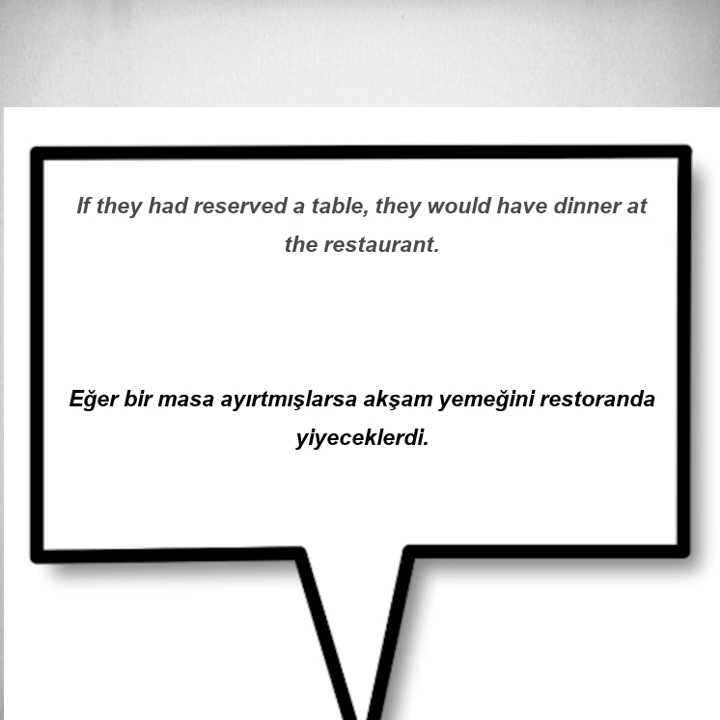 If they had reserved a table, they would have dinner at
the restaurant.
Eğer bir masa ayırtmışlarsa akşam yemeğini restoranda
yiyeceklerdi.